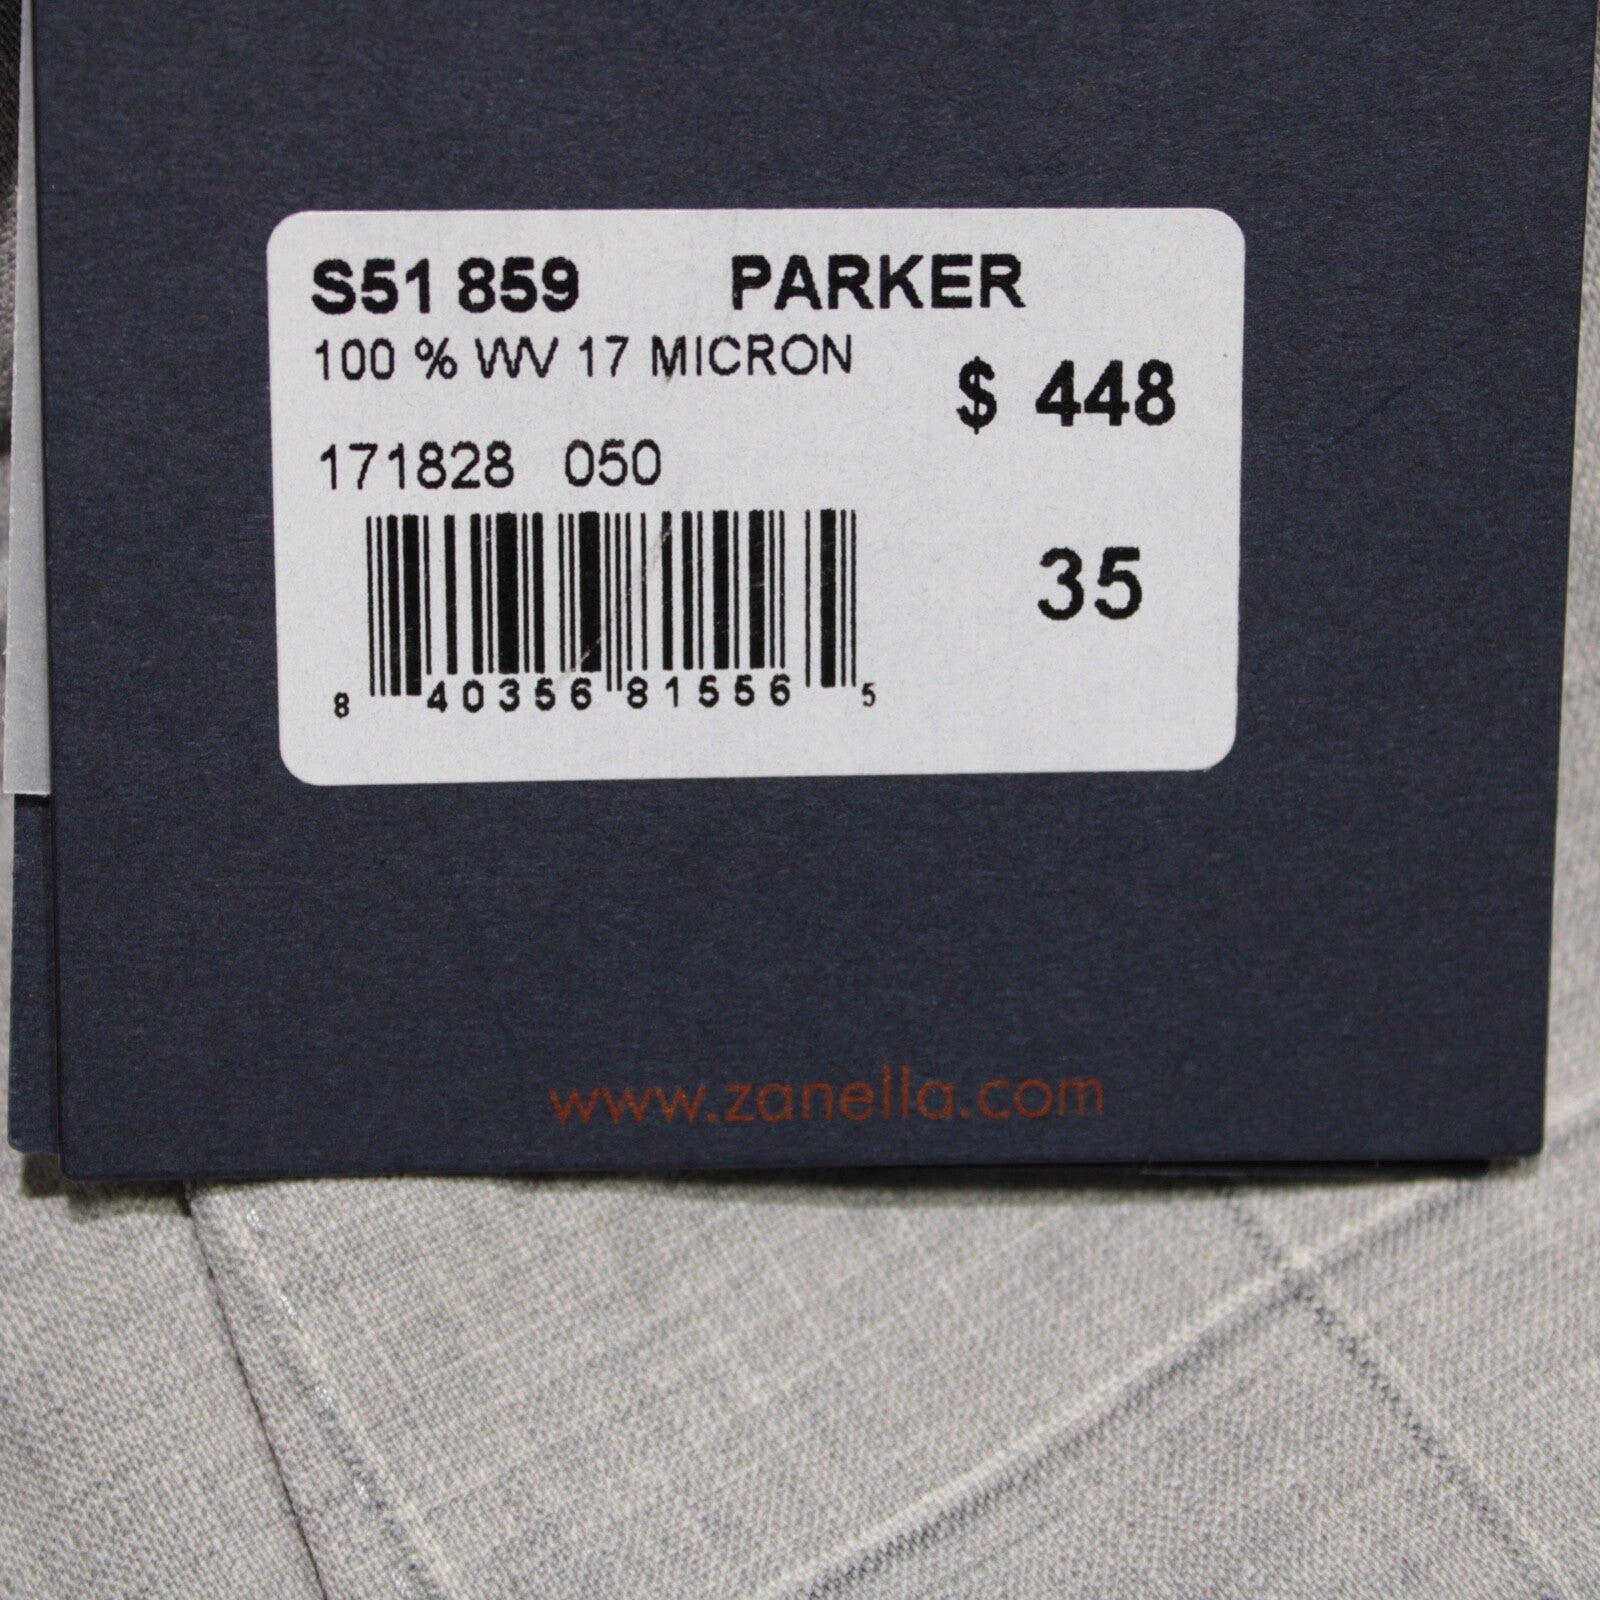 S51 859 PARKER
100 % WV 17 MICRON
$ 448
171828 050
35
8 40356 81556 5
www.zanella.com